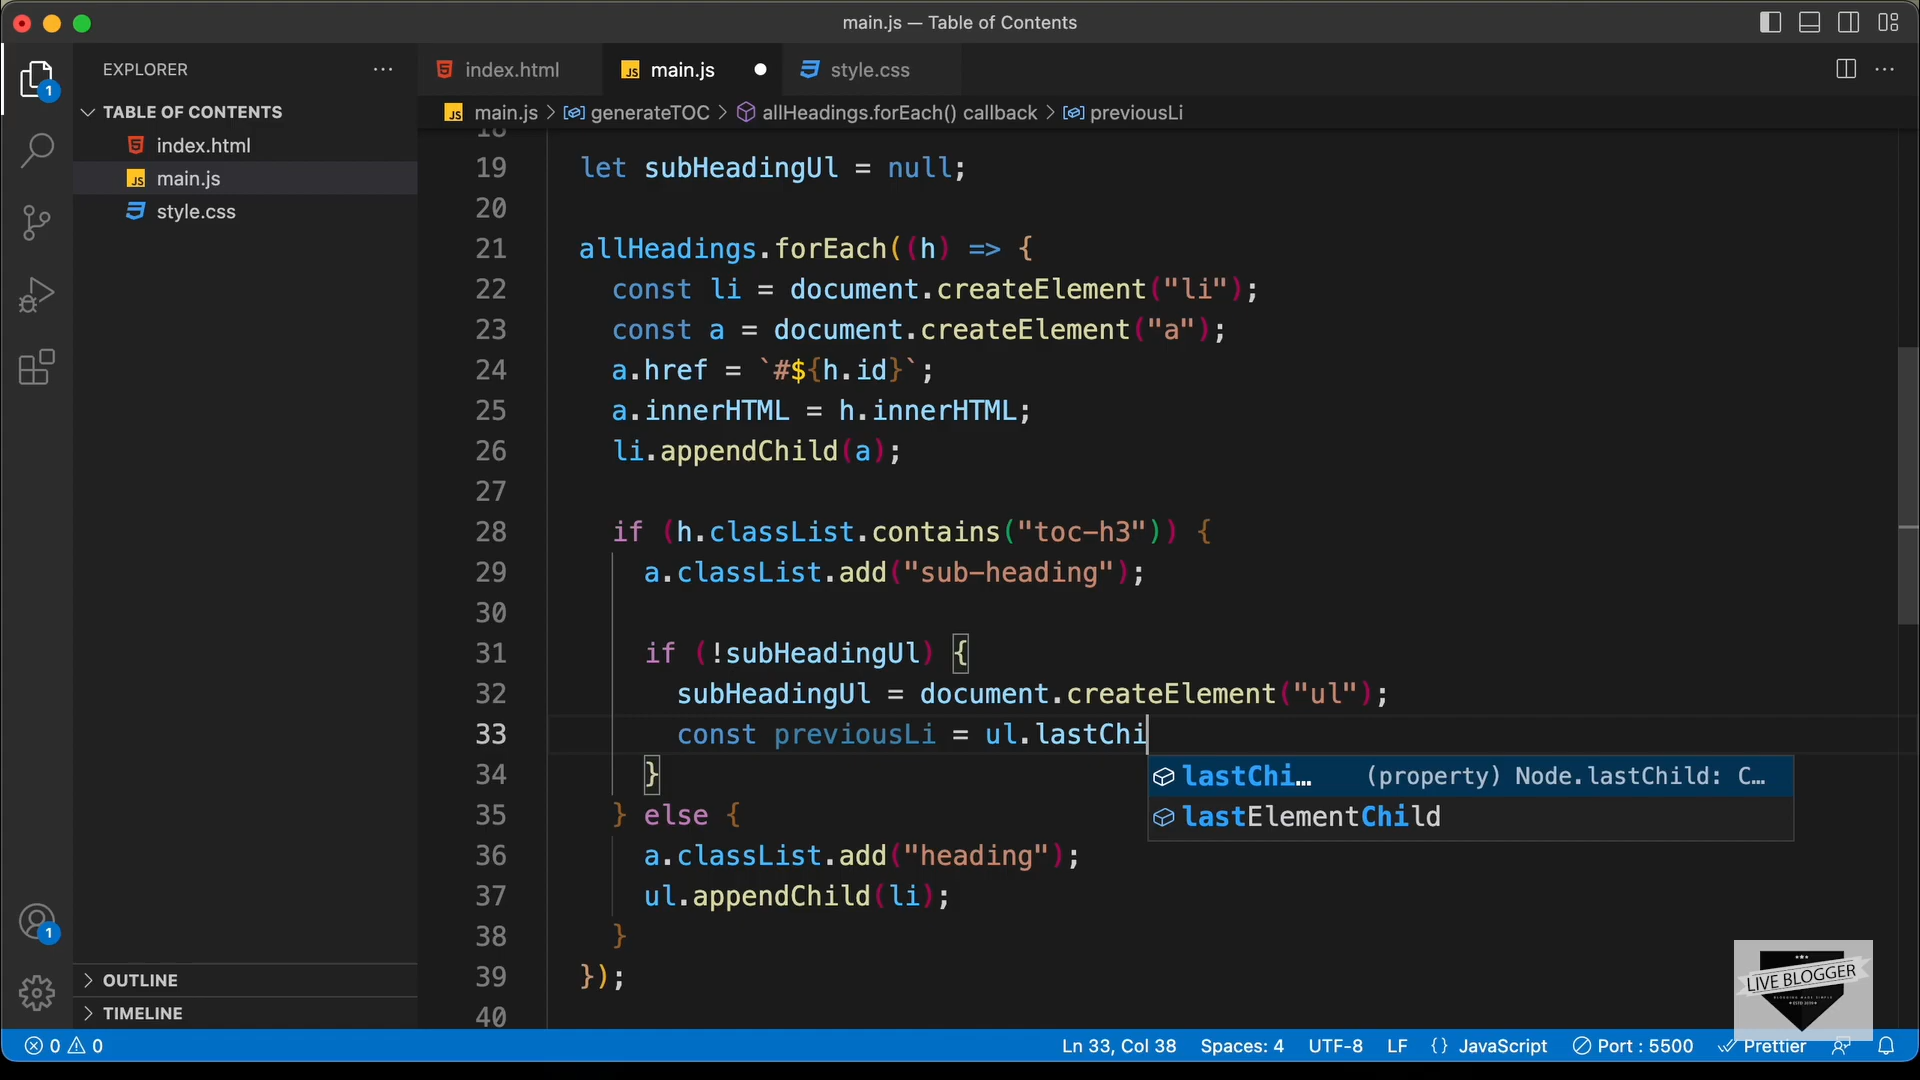 main.js — Table of Contents
EXPLORER
TABLE OF CONTENTS
index.html
main.js
style.css
OUTLINE
TIMELINE
1
1
index.html
main.js
style.css
main.js > generateTOC > allHeadings.forEach() callback > previousLi
18
19 let subHeadingUl = null;
20
21 allHeadings.forEach((h) => {
22 const li = document.createElement("li");
23 const a = document.createElement("a");
24 a.href = `#${h.id}`;
25 a.innerHTML = h.innerHTML;
26 li.appendChild(a);
27
28 if (h.classList.contains("toc-h3")) {
29 a.classList.add("sub-heading");
30
31 if (!subHeadingUl) {
32 subHeadingUl = document.createElement("ul");
33 const previousLi = ul.lastChi
34 }
lastChi… (property) Node.lastChild: C…
lastElementChild
35 } else {
36 a.classList.add("heading");
37 ul.appendChild(li);
38 }
39 });
40
LIVE BLOGGER
0 0
Ln 33, Col 38 Spaces: 4 UTF-8 LF {} JavaScript Port : 5500 Prettier